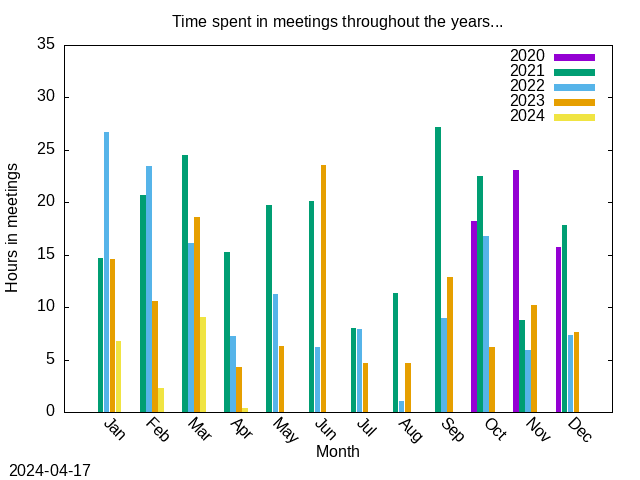 Time spent in meetings throughout the years...
35
30
25
20
15
10
5
0
Hours in meetings
2020
2021
2022
2023
2024
Jan
Feb
Mar
Apr
May
Jun
Jul
Aug
Sep
Oct
Nov
Dec
Month
2024-04-17